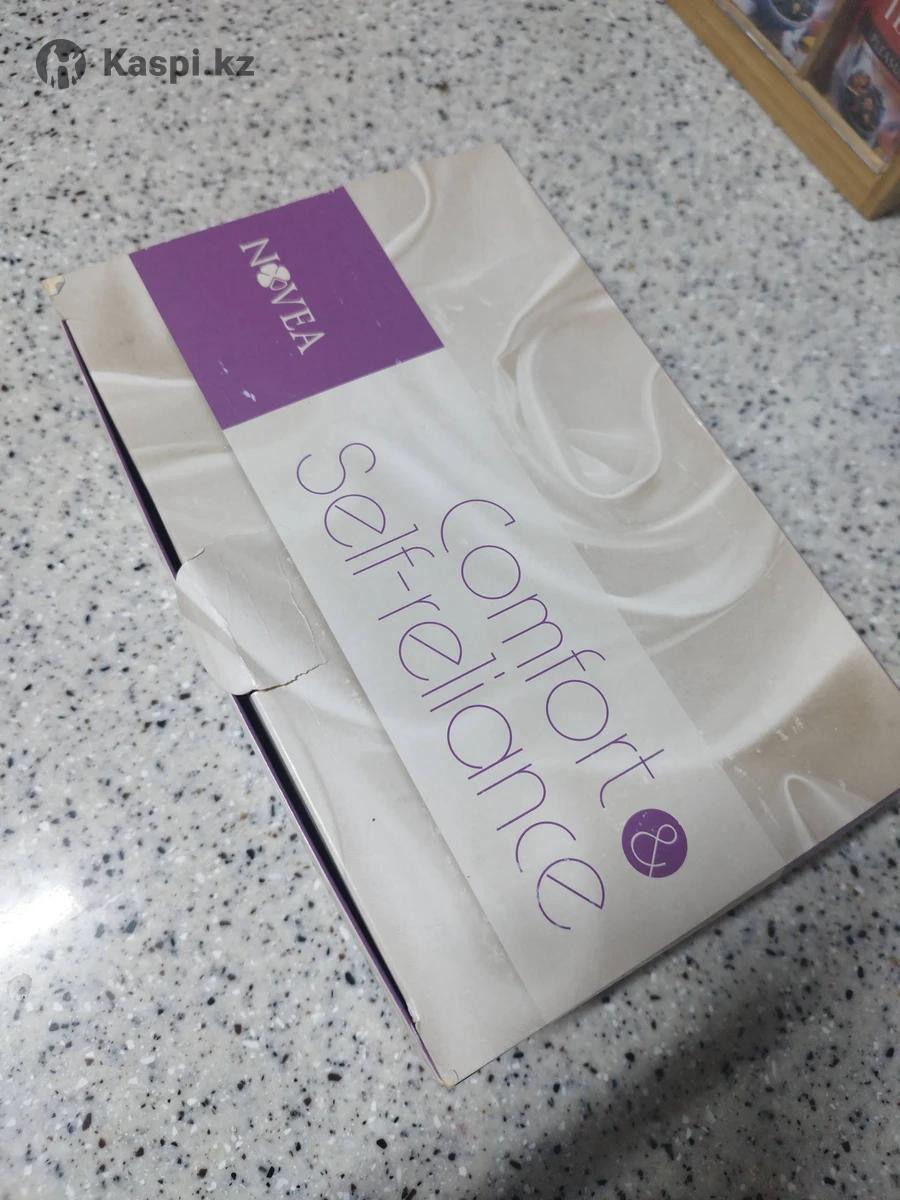 Kaspi.kz
NOVEA
Comfort &
Self-reliance